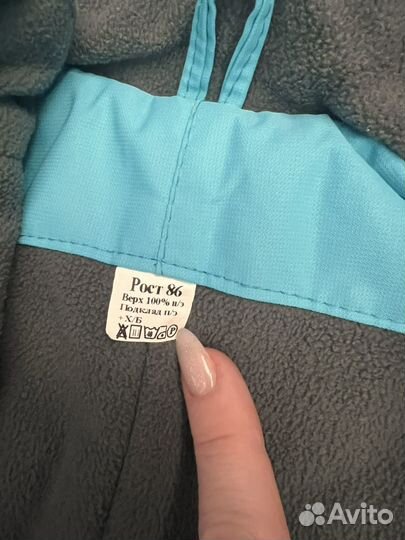 Рост 86
Верх 100% п/э
Подклад п/э
+ Х/Б
Avito